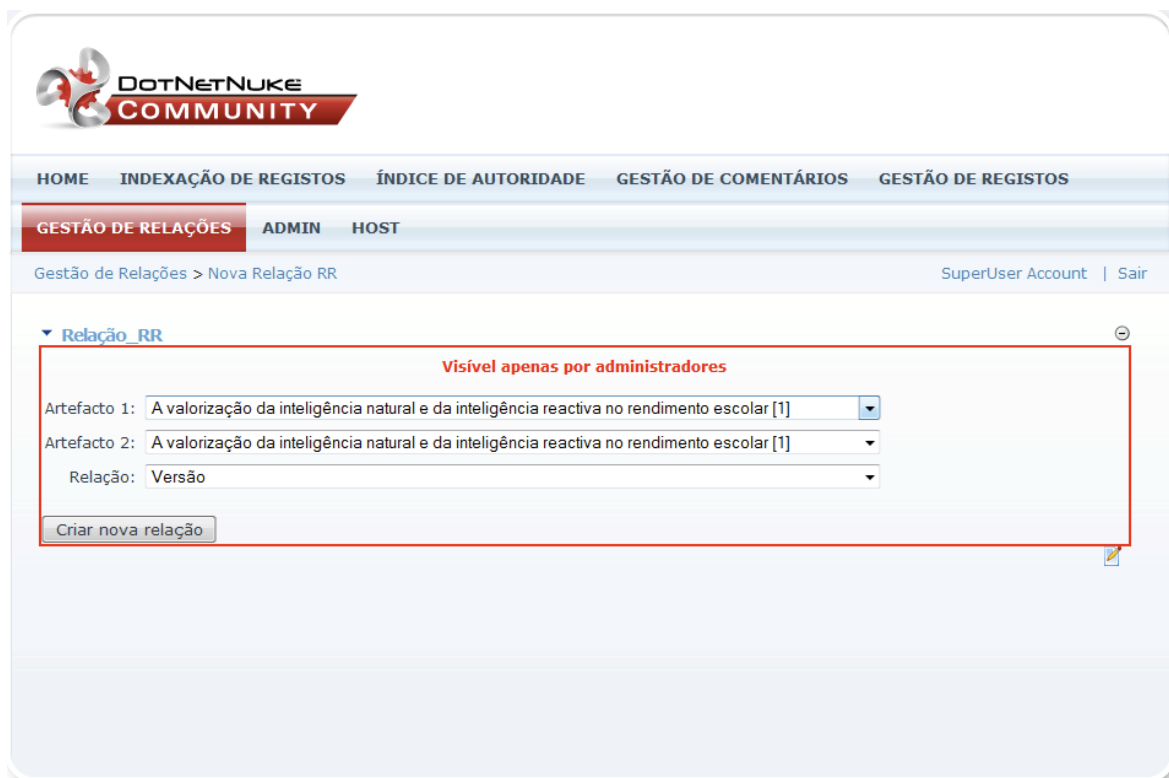 DOTNETNUKE
COMMUNITY
HOME INDEXAÇÃO DE REGISTOS ÍNDICE DE AUTORIDADE GESTÃO DE COMENTÁRIOS GESTÃO DE REGISTOS
GESTÃO DE RELAÇÕES ADMIN HOST
Gestão de Relações > Nova Relação RR SuperUser Account | Sair
Relação_RR
Visível apenas por administradores
Artefacto 1: A valorização da inteligência natural e da inteligência reactiva no rendimento escolar [1]
Artefacto 2: A valorização da inteligência natural e da inteligência reactiva no rendimento escolar [1]
Relação: Versão
Criar nova relação